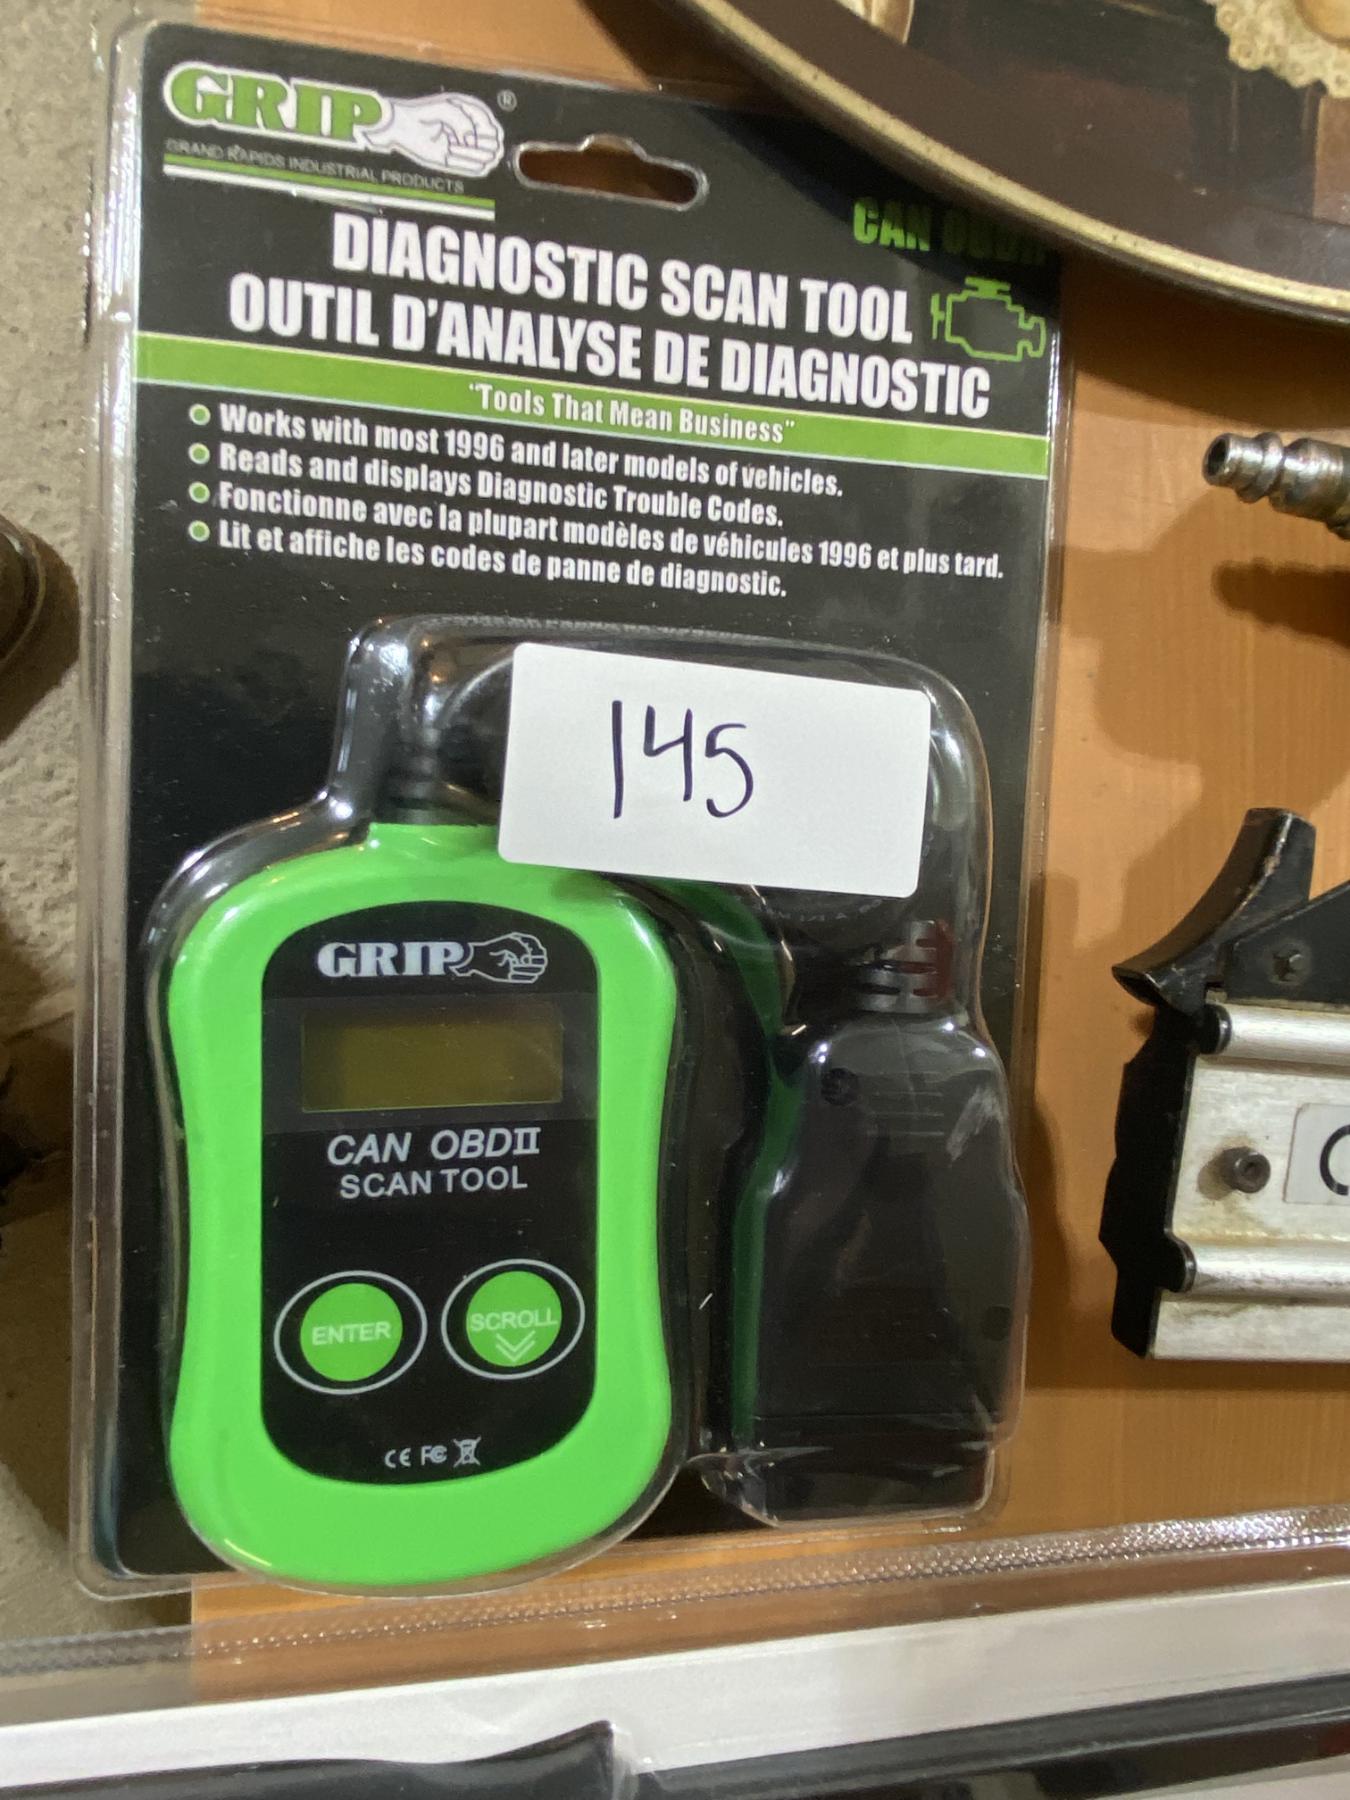 GRIP®
GRAND RAPIDS INDUSTRIAL PRODUCTS
CAN OBDII
DIAGNOSTIC SCAN TOOL
OUTIL D'ANALYSE DE DIAGNOSTIC
"Tools That Mean Business"
Works with most 1996 and later models of vehicles.
Reads and displays Diagnostic Trouble Codes.
Fonctionne avec la plupart modèles de véhicules 1996 et plus tard.
Lit et affiche les codes de panne de diagnostic.
145
GRIP
CAN OBDII
SCAN TOOL
ENTER
SCROLL
CE FC